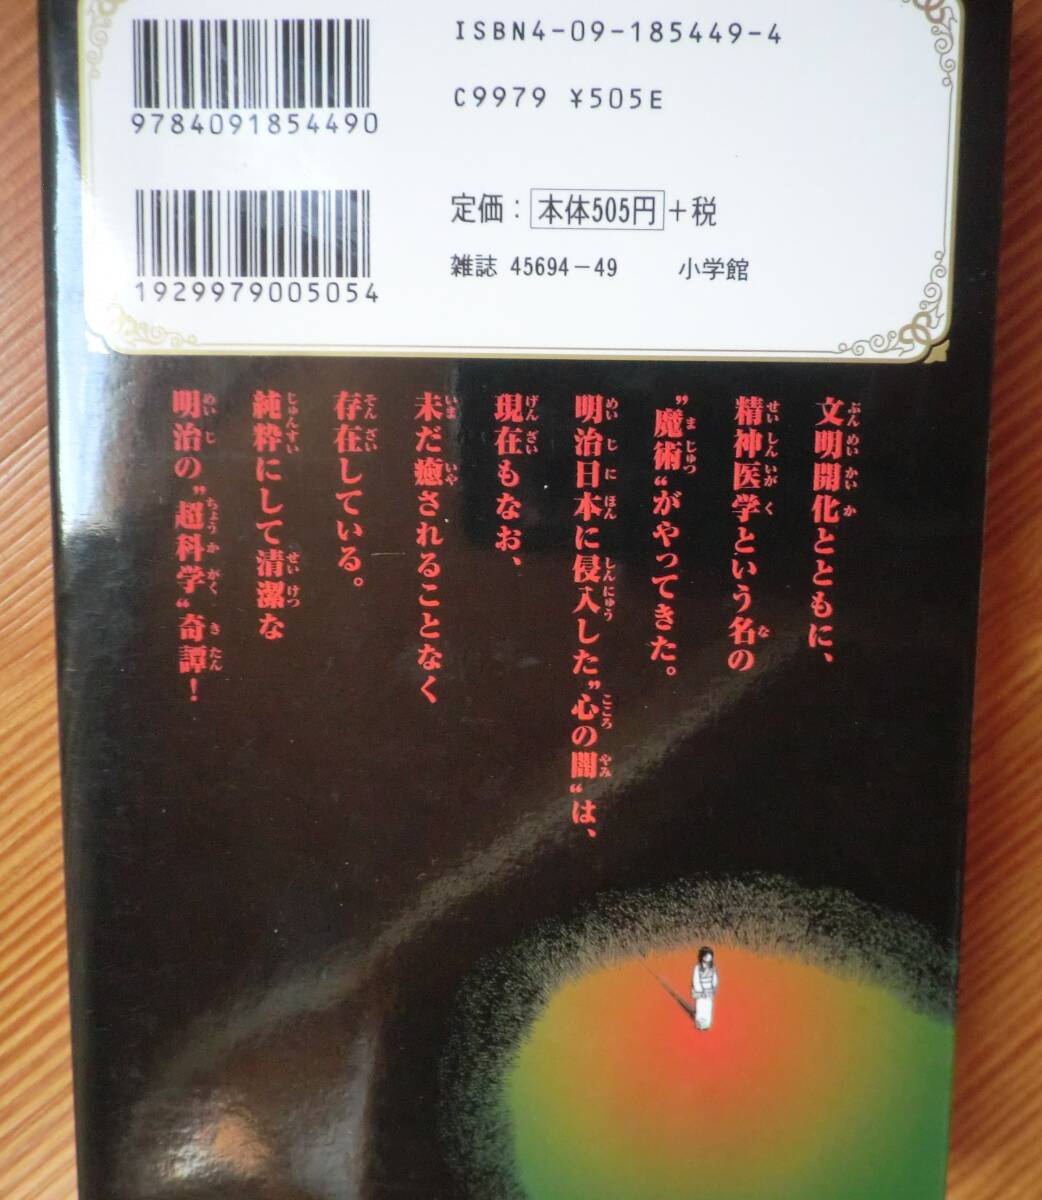 ISBN4-09-185449-4
9784091854490
C9979 ¥505E
定価：本体505円+税
1929979005054
雑誌 45694-49 小学館
文明開化とともに、
精神医学という名の
"魔術"がやってきた。
明治日本に侵入した"心の闇"は、
現在もなお、
未だ癒されることなく
存在している。
純粋にして清潔な
明治の"超科学"奇譚!